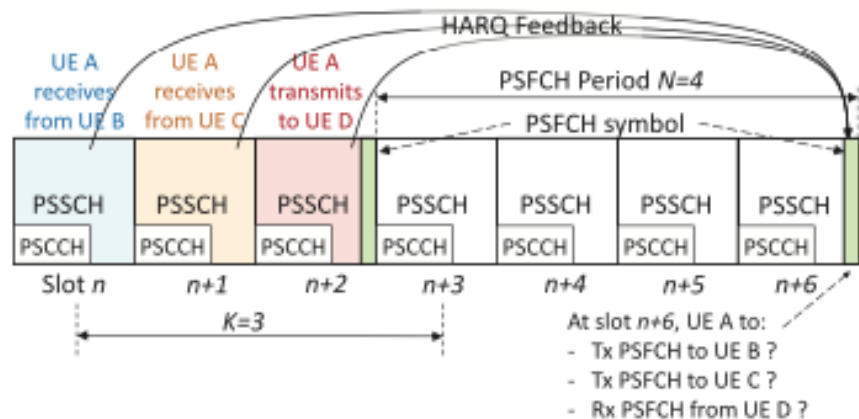 HARQ Feedback
UE A
receives
from UE B
UE A
receives
from UE C
UE A
transmits
to UE D
PSFCH Period N=4
PSFCH symbol
PSSCH
PSSCH
PSSCH
PSSCH
PSSCH
PSSCH
PSSCH
PSCCH
PSCCH
PSCCH
PSCCH
PSCCH
PSCCH
PSCCH
Slot n
n+1
n+2
n+3
n+4
n+5
n+6
K=3
At slot n+6, UE A to:
- Tx PSFCH to UE B ?
- Tx PSFCH to UE C ?
- Rx PSFCH from UE D ?